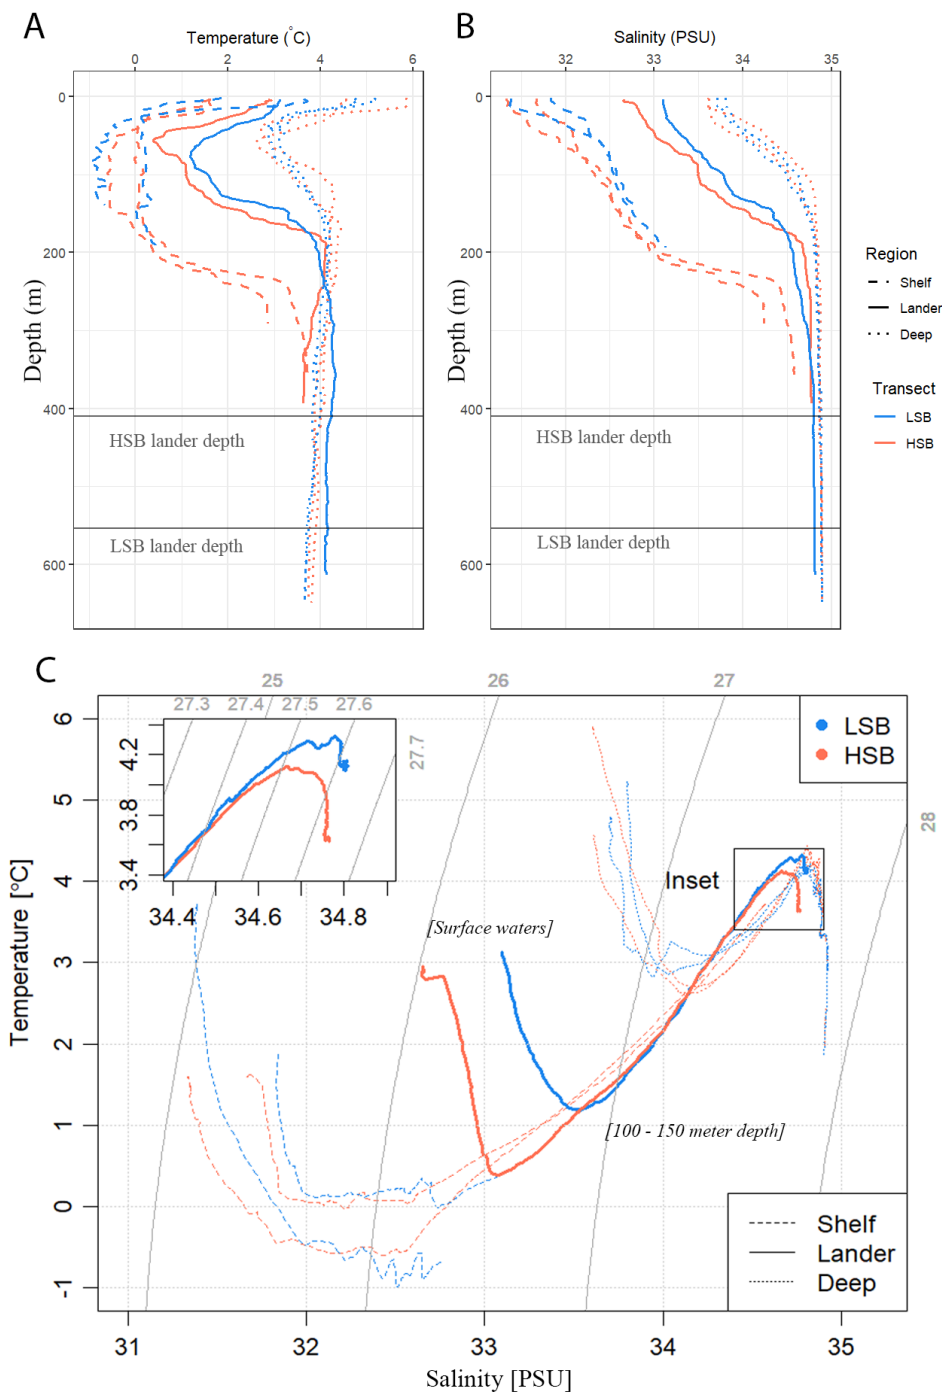 A
Temperature (°C)
0 2 4 6
0
200
400
600
Depth (m)
HSB lander depth
LSB lander depth
B
Salinity (PSU)
32 33 34 35
0
200
400
600
Depth (m)
HSB lander depth
LSB lander depth
Region
Shelf
Lander
Deep
Transect
LSB
HSB
C
25 26 27
27.3 27.4 27.5 27.6
27.7
28
LSB
HSB
4.2
3.8
3.4
34.4 34.6 34.8
Inset
[Surface waters]
[100 - 150 meter depth]
Shelf
Lander
Deep
6
5
4
3
2
1
0
-1
Temperature [°C]
31 32 33 34 35
Salinity [PSU]